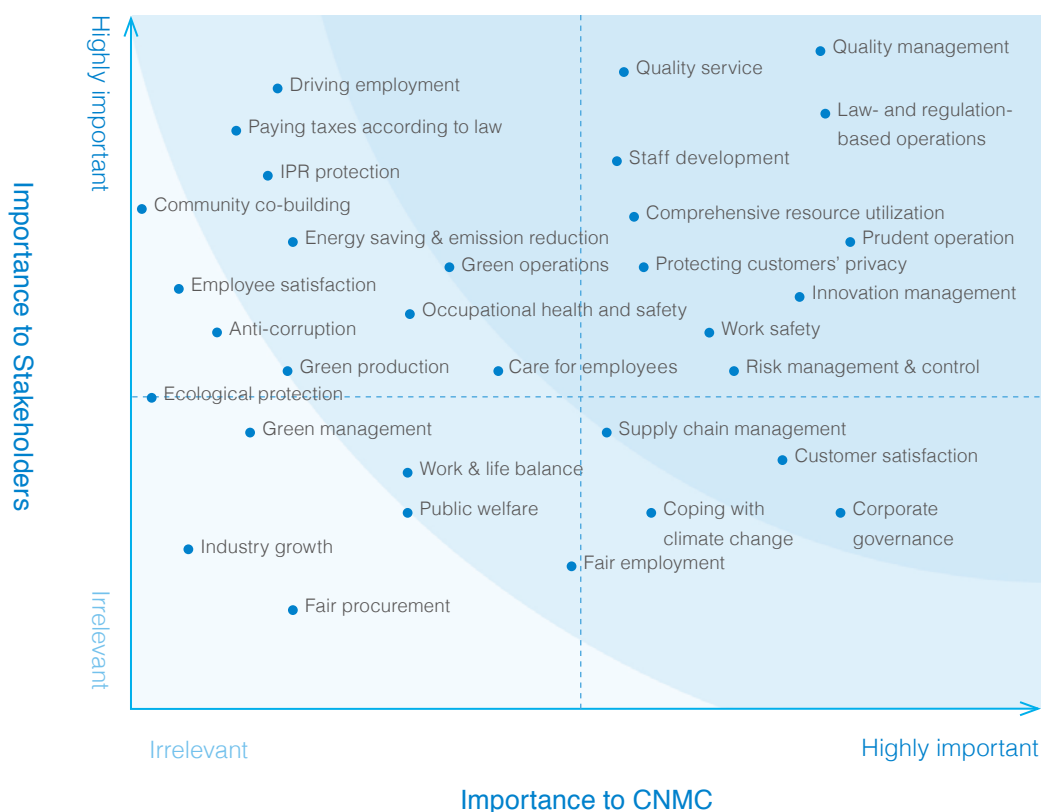 Highly important
Quality management
Quality service
Driving employment
Law- and regulation-
based operations
Paying taxes according to law
Staff development
IPR protection
Community co-building
Comprehensive resource utilization
Energy saving & emission reduction
Prudent operation
Green operations
Protecting customers' privacy
Employee satisfaction
Innovation management
Occupational health and safety
Anti-corruption
Work safety
Green production
Care for employees
Risk management & control
Ecological protection
Green management
Supply chain management
Customer satisfaction
Work & life balance
Public welfare
Coping with
climate change
Corporate
governance
Industry growth
Fair employment
Fair procurement
Importance to Stakeholders
Irrelevant
Irrelevant
Highly important
Importance to CNMC